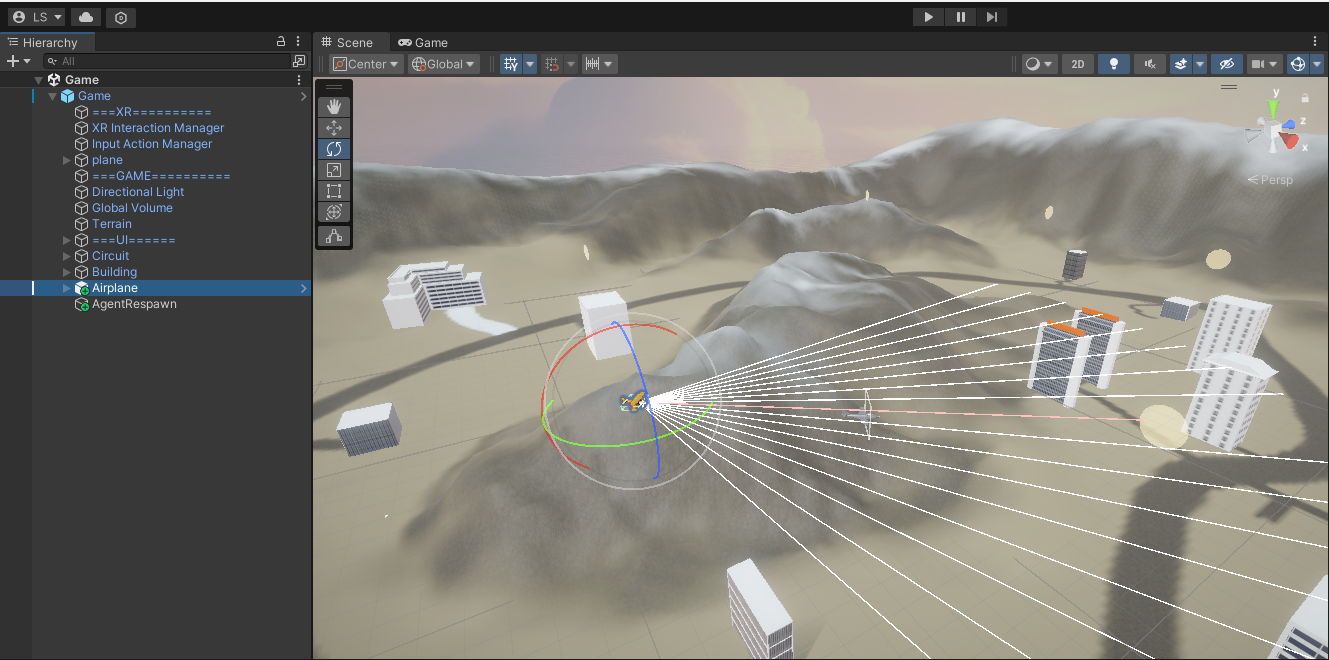 LS
Hierarchy
All
Game
Game
===XR==========
XR Interaction Manager
Input Action Manager
plane
===GAME==========
Directional Light
Global Volume
Terrain
===UI======
Circuit
Building
Airplane
AgentRespawn
Scene
Game
Center
Global
2D
y
z
x
Persp